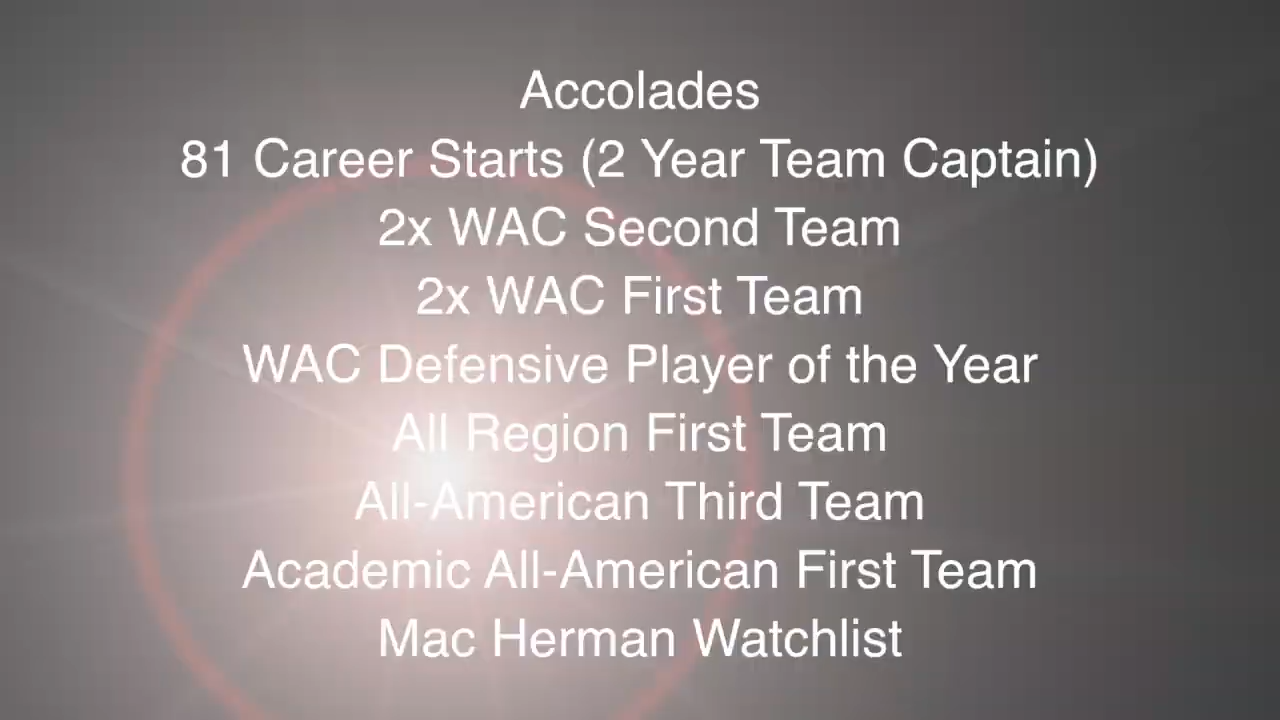 Accolades
81 Career Starts (2 Year Team Captain)
2x WAC Second Team
2x WAC First Team
WAC Defensive Player of the Year
All Region First Team
All-American Third Team
Academic All-American First Team
Mac Herman Watchlist